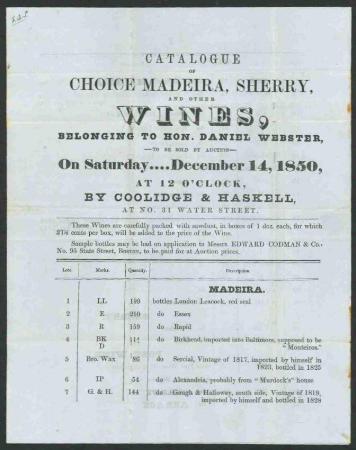 CATALOGUE
OF
CHOICE MADEIRA, SHERRY,
AND OTHER
WINES,
BELONGING TO HON. DANIEL WEBSTER,
—TO BE SOLD BY AUCTION—
On Saturday....December 14, 1850,
AT 12 O'CLOCK,
BY COOLIDGE & HASKELL,
AT NO. 31 WATER STREET.
These Wines are carefully packed with sawdust, in boxes of 1 doz. each, for which
37½ cents per box, will be added to the price of the Wine.
Sample bottles may be had on application to Messrs EDWARD CODMAN & Co.
No. 95 State Street, Boston, to be paid for at Auction prices.
Lots. Marks. Quantity. Description
MADEIRA.
1 LL 199 bottles London Leacock, red seal
2 E 210 do Essex
3 R 159 do Rapid
4 BK do Birkhead, imported into Baltimore, supposed to be
D "Monteiros."
5 Bro. Wax 86 do Sercial, Vintage of 1817, imported by himself in
1823, bottled in 1825
6 IP 54 do Alexandria, probably from "Murdock's" house
7 G. & H. 144 do Gough & Halloway, south side, Vintage of 1819,
imported by himself and bottled in 1828